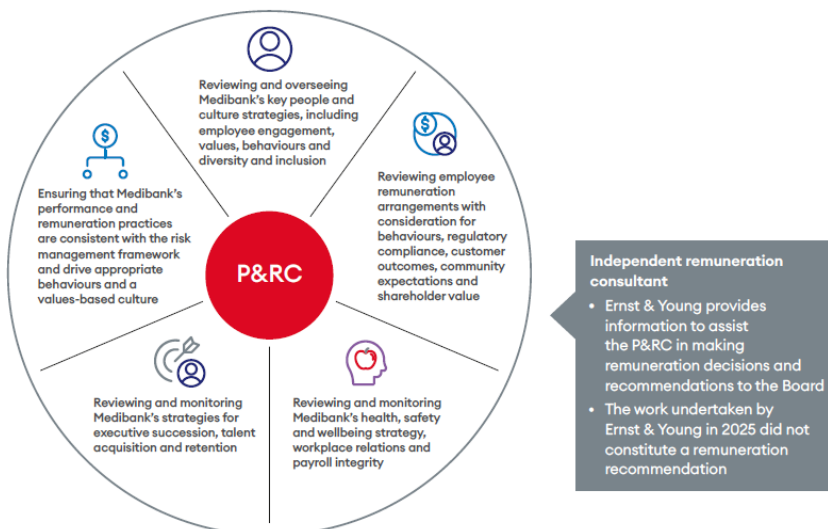 Reviewing and overseeing
Medibank's key people and
culture strategies, including
employee engagement,
values, behaviours and
diversity and inclusion
$
Reviewing employee
remuneration
arrangements with
consideration for
behaviours, regulatory
compliance, customer
outcomes, community
expectations and
shareholder value
$
Ensuring that Medibank's
performance and
remuneration practices
are consistent with the risk
management framework
and drive appropriate
behaviours and a
values-based culture
P&RC
Reviewing and monitoring
Medibank's strategies for
executive succession, talent
acquisition and retention
Reviewing and monitoring
Medibank's health, safety
and wellbeing strategy,
workplace relations and
payroll integrity
Independent remuneration
consultant
• Ernst & Young provides
information to assist
the P&RC in making
remuneration decisions and
recommendations to the Board
• The work undertaken by
Ernst & Young in 2025 did not
constitute a remuneration
recommendation